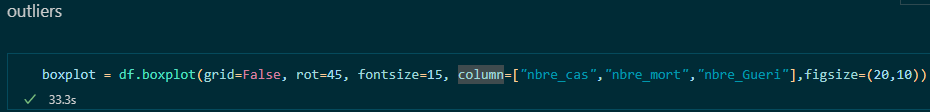 outliers
boxplot = df.boxplot(grid=False, rot=45, fontsize=15, column=["nbre_cas","nbre_mort","nbre_Gueri"],figsize=(20,10))
33.3s